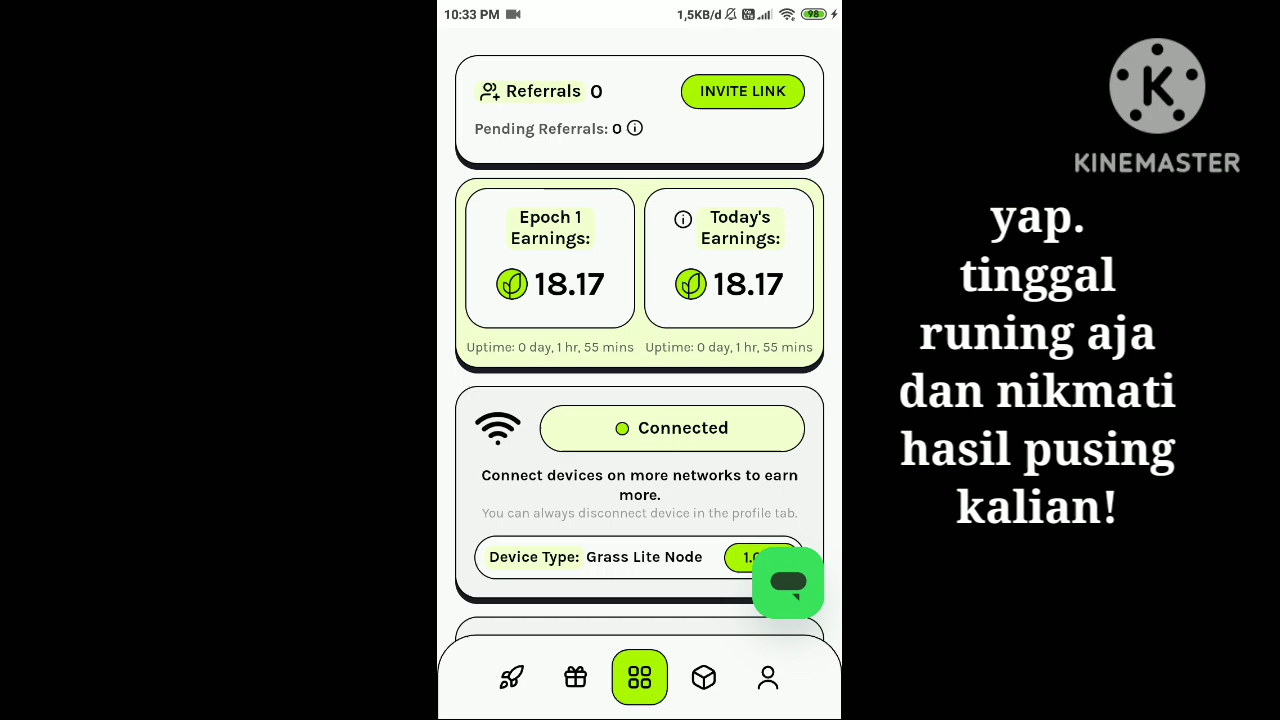 10:33 PM
1,5KB/d
Vo LTE
98
Referrals 0
INVITE LINK
Pending Referrals: 0
Epoch 1
Earnings:
18.17
Today's
Earnings:
18.17
Uptime: 0 day, 1 hr, 55 mins
Uptime: 0 day, 1 hr, 55 mins
Connected
Connect devices on more networks to earn
more.
You can always disconnect device in the profile tab.
Device Type: Grass Lite Node
K
KINEMASTER
yap.
tinggal
runing aja
dan nikmati
hasil pusing
kalian!